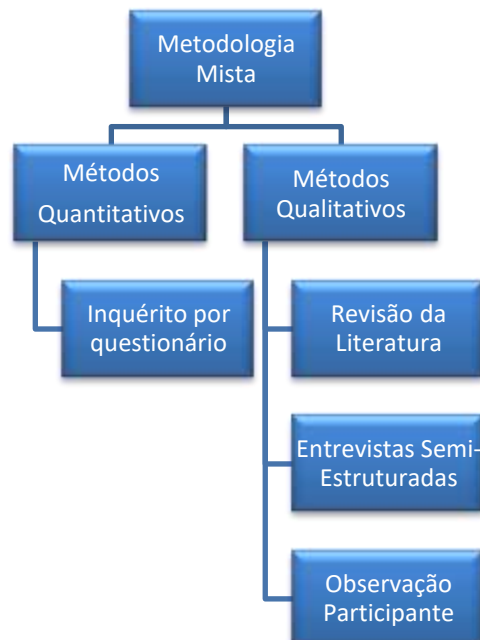 Metodologia
Mista
Métodos
Quantitativos
Métodos
Qualitativos
Inquérito por
questionário
Revisão da
Literatura
Entrevistas Semi-
Estruturadas
Observação
Participante